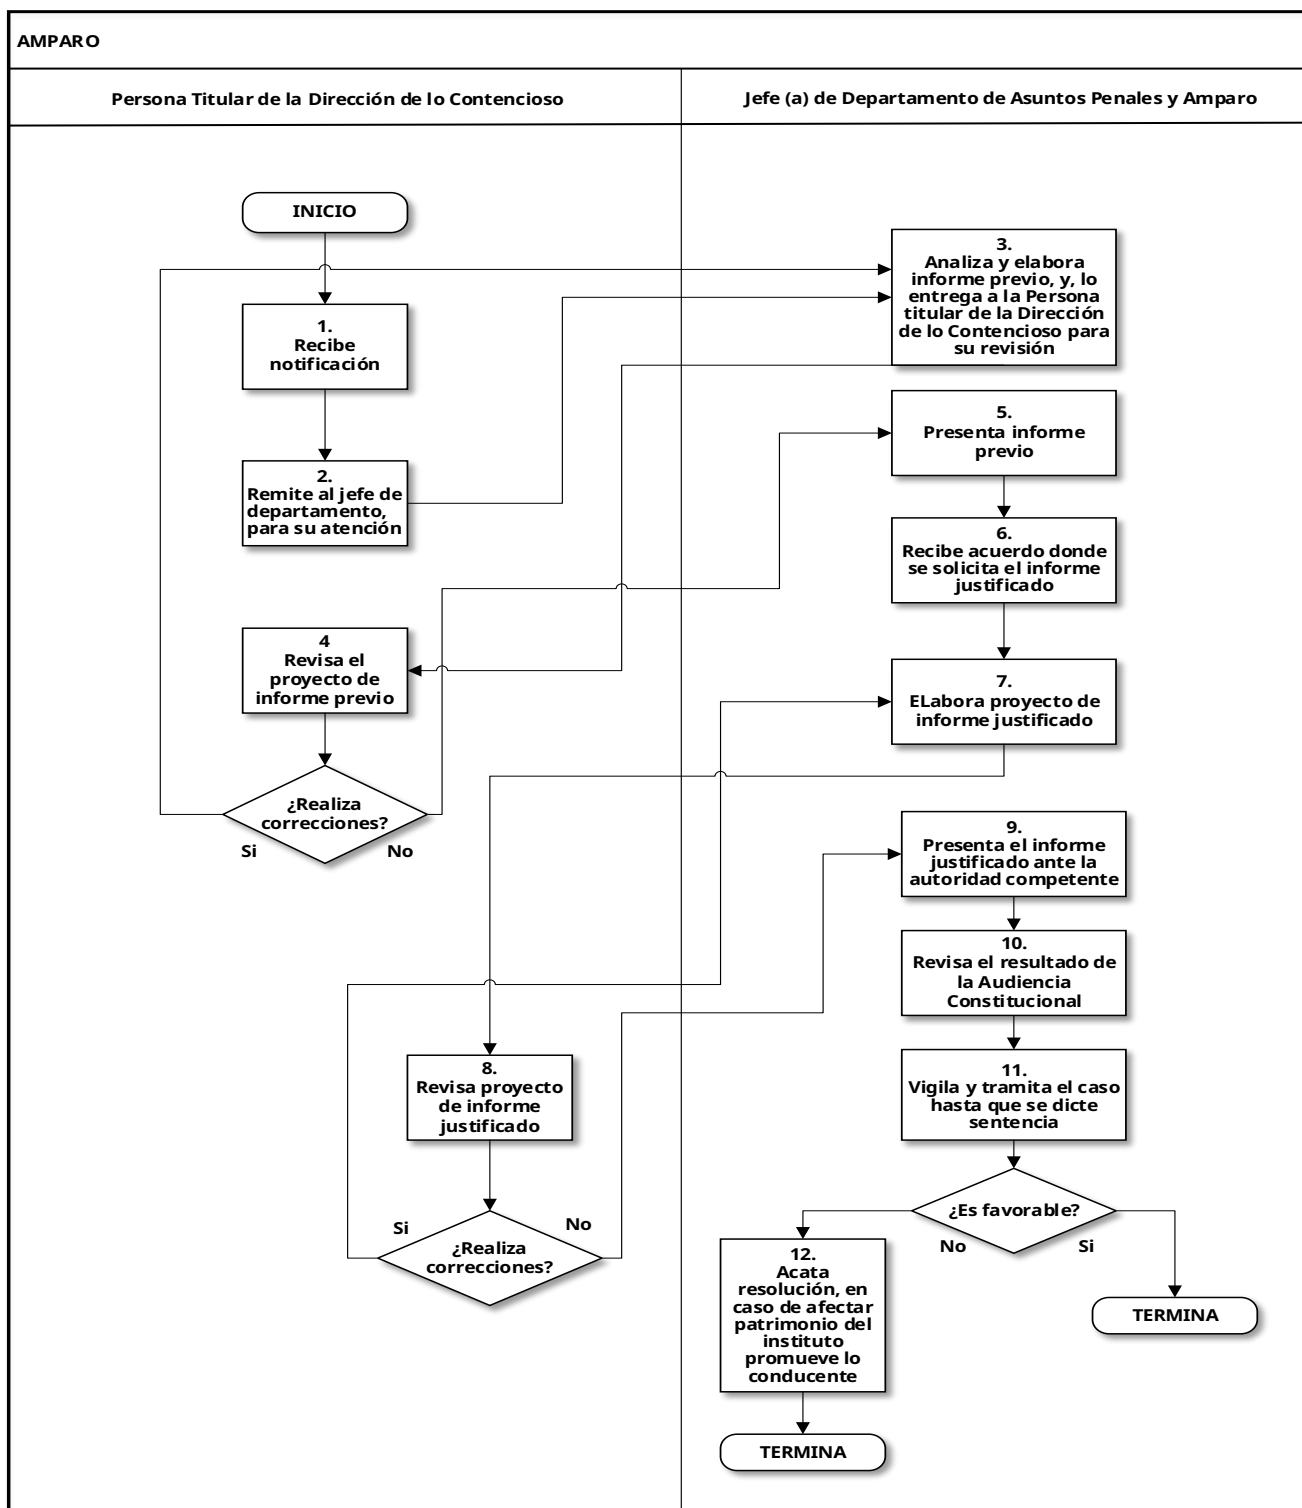 AMPARO
Persona Titular de la Dirección de lo Contencioso
Jefe (a) de Departamento de Asuntos Penales y Amparo
INICIO
1.
Recibe
notificación
2.
Remite al jefe de
departamento,
para su atención
3.
Analiza y elabora
informe previo, y, lo
entrega a la Persona
titular de la Dirección
de lo Contencioso para
su revisión
4
Revisa el
proyecto de
informe previo
¿Realiza
correcciones?
Si
No
5.
Presenta informe
previo
6.
Recibe acuerdo donde
se solicita el informe
justificado
7.
ELabora proyecto de
informe justificado
8.
Revisa proyecto
de informe
justificado
¿Realiza
correcciones?
Si
No
9.
Presenta el informe
justificado ante la
autoridad competente
10.
Revisa el resultado de
la Audiencia
Constitucional
11.
Vigila y tramita el caso
hasta que se dicte
sentencia
¿Es favorable?
No
Si
12.
Acata
resolución, en
caso de afectar
patrimonio del
instituto
promueve lo
conducente
TERMINA
TERMINA